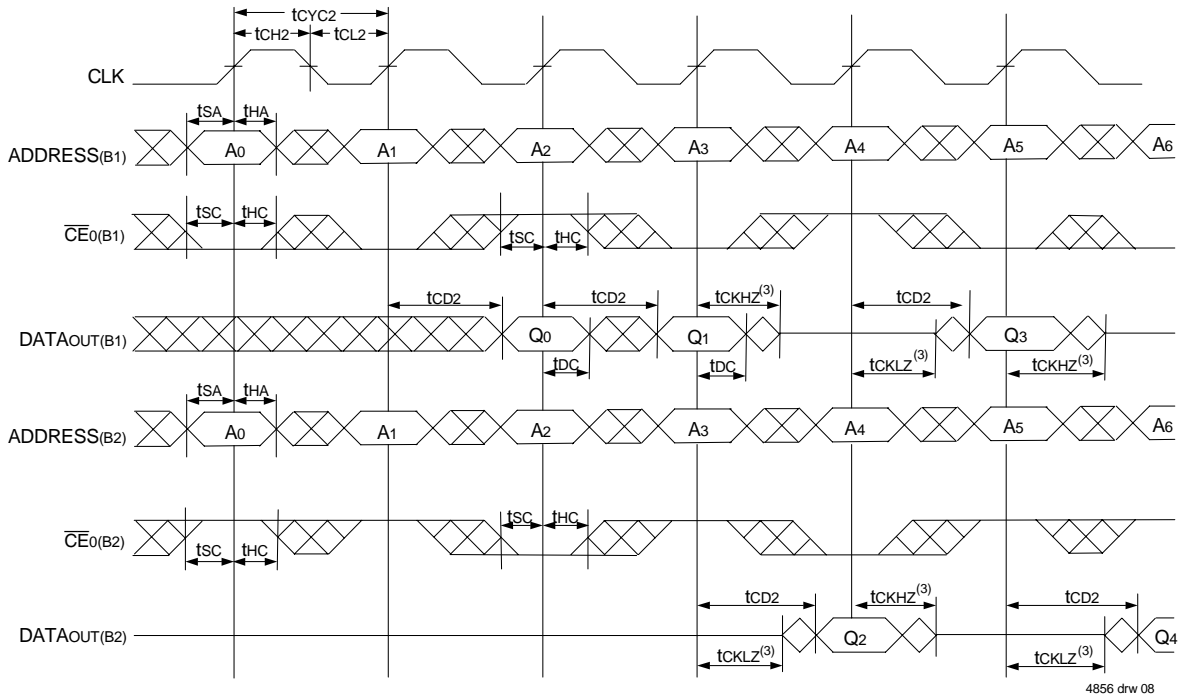 tCYC2
tCH2 tCL2
CLK
tSA tHA
ADDRESS(B1) A0 A1 A2 A3 A4 A5 A6
tSC tHC
CE0(B1)
tSC tHC
tCD2 tCD2 tCKHZ(3) tCD2
DATAOUT(B1) Q0 Q1 Q3
tDC tDC tCKLZ(3) tCKHZ(3)
tSA tHA
ADDRESS(B2) A0 A1 A2 A3 A4 A5 A6
tSC tHC
CE0(B2)
tSC tHC
tCD2 tCKHZ(3) tCD2
DATAOUT(B2) Q2 Q4
tCKLZ(3) tCKLZ(3)
4856 drw 08